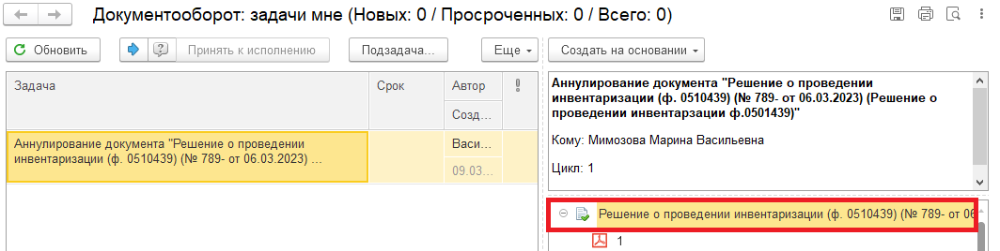 Документооборот: задачи мне (Новых: 0 / Просроченных: 0 / Всего: 0)
Обновить
Принять к исполнению
Подзадача...
Еще
Создать на основании
Задача
Срок
Автор
Созд...
Аннулирование документа "Решение о проведении
инвентаризации (ф. 0510439) (№ 789- от 06.03.2023) ...
Васи...
09.03...
Аннулирование документа "Решение о проведении
инвентаризации (ф. 0510439) (№ 789- от 06.03.2023) (Решение о
проведении инвентарзации ф.0501439)"
Кому: Мимозова Марина Васильевна
Цикл: 1
Решение о проведении инвентаризации (ф. 0510439) (№ 789- от 06
1